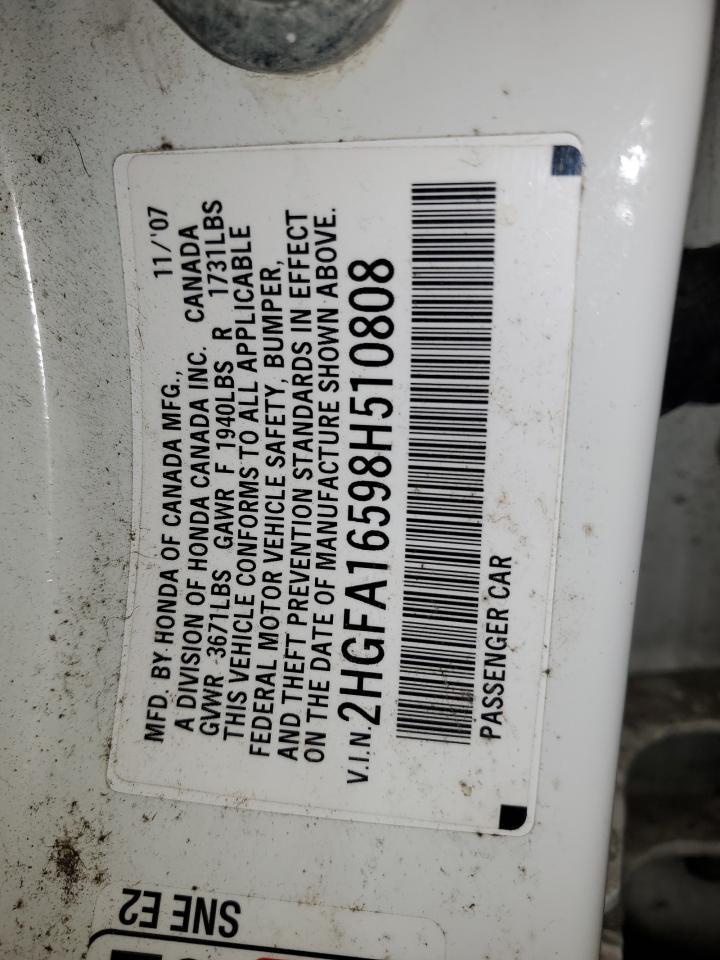 MFD. BY HONDA OF CANADA MFG., 11/'07
A DIVISION OF HONDA CANADA INC. CANADA
GVWR 3671LBS GAWR F 1940LBS R 1731LBS
THIS VEHICLE CONFORMS TO ALL APPLICABLE
FEDERAL MOTOR VEHICLE SAFETY, BUMPER,
AND THEFT PREVENTION STANDARDS IN EFFECT
ON THE DATE OF MANUFACTURE SHOWN ABOVE.
V.I.N. 2HGFA16598H510808
PASSENGER CAR
SNE E2